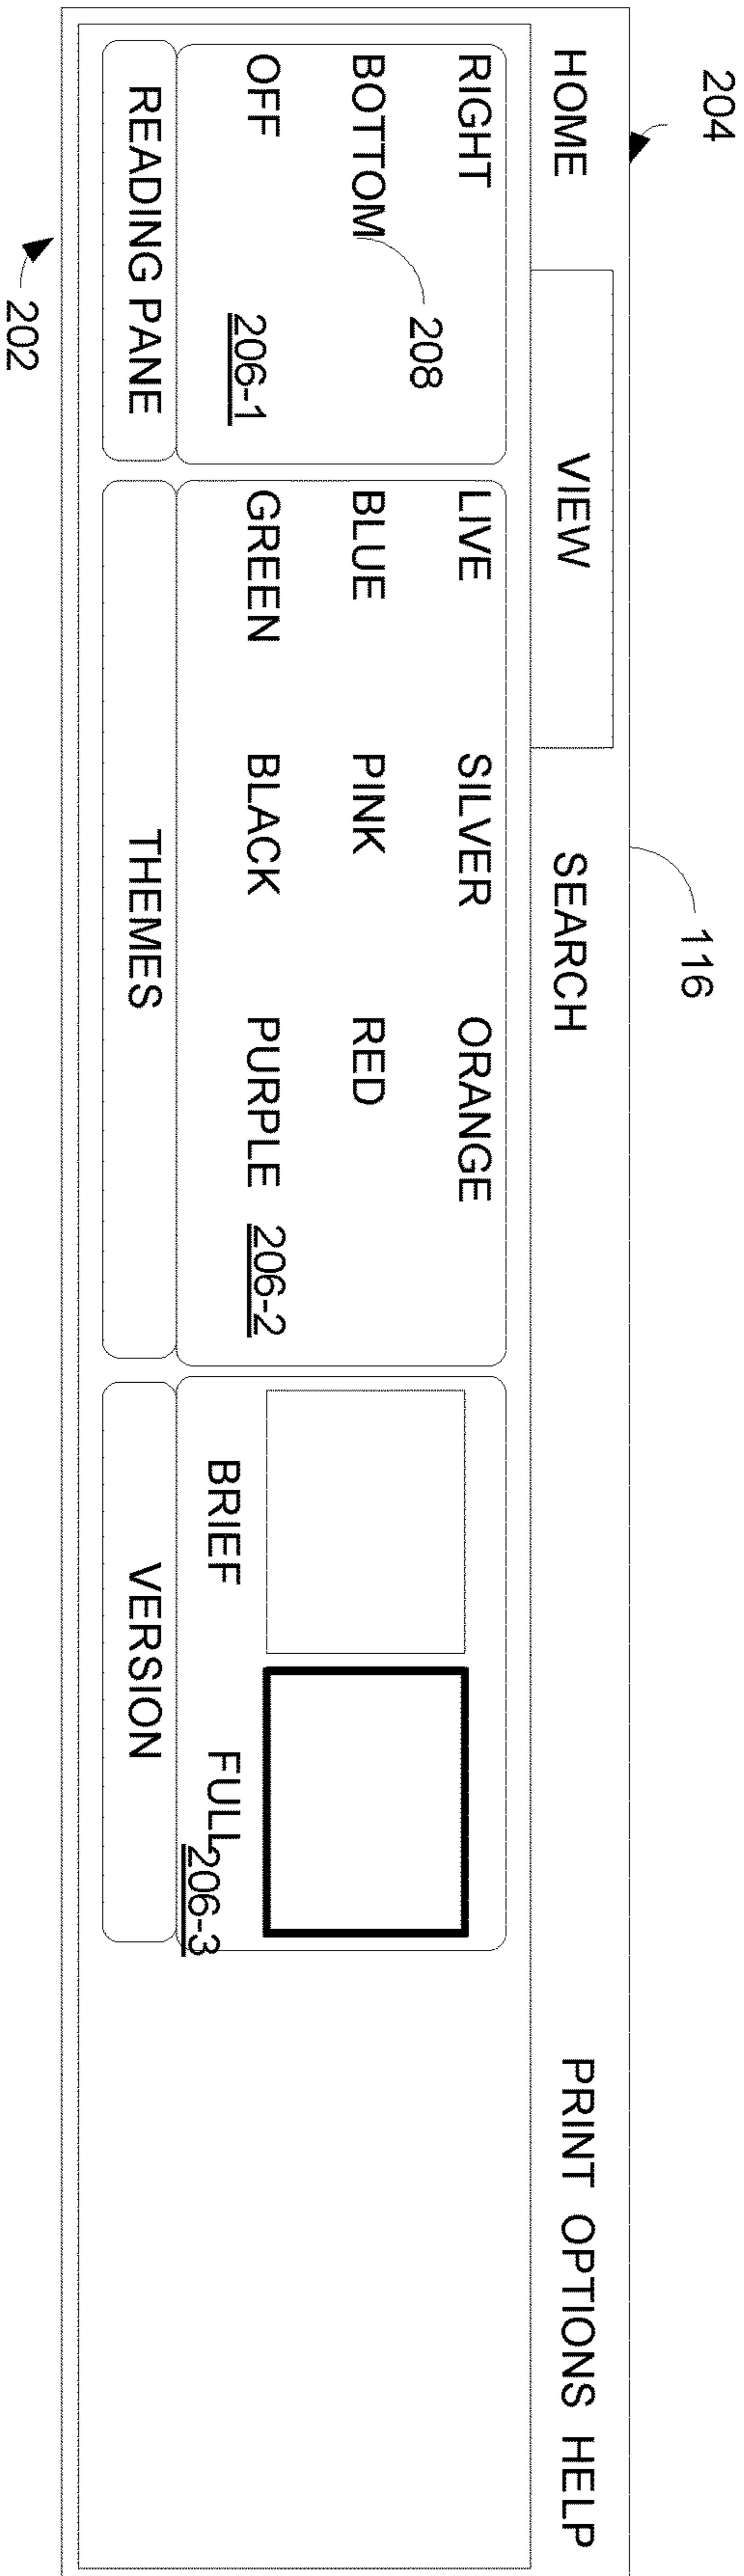 204
116
HOME VIEW SEARCH PRINT OPTIONS HELP
RIGHT
BOTTOM
OFF
208
206-1
READING PANE
LIVE SILVER ORANGE
BLUE PINK RED
GREEN BLACK PURPLE
206-2
THEMES
BRIEF FULL
206-3
VERSION
202